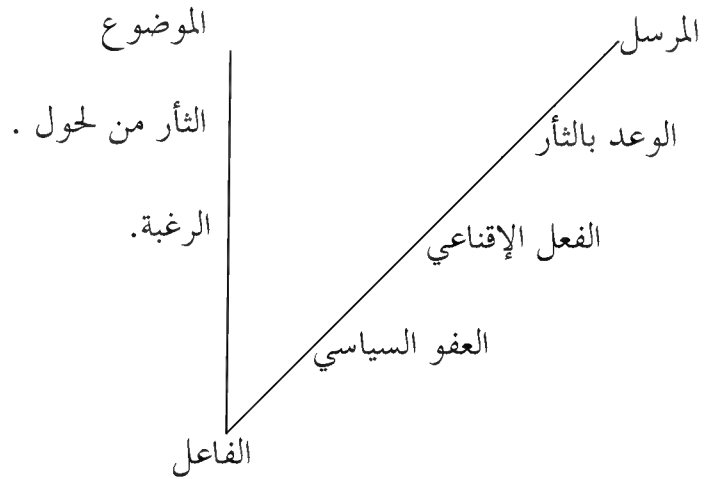 المرسل
الموضوع
الوعد بالثأر
الثأر من لحول .
الفعل الإقناعي
الرغبة.
العفو السياسي
الفاعل